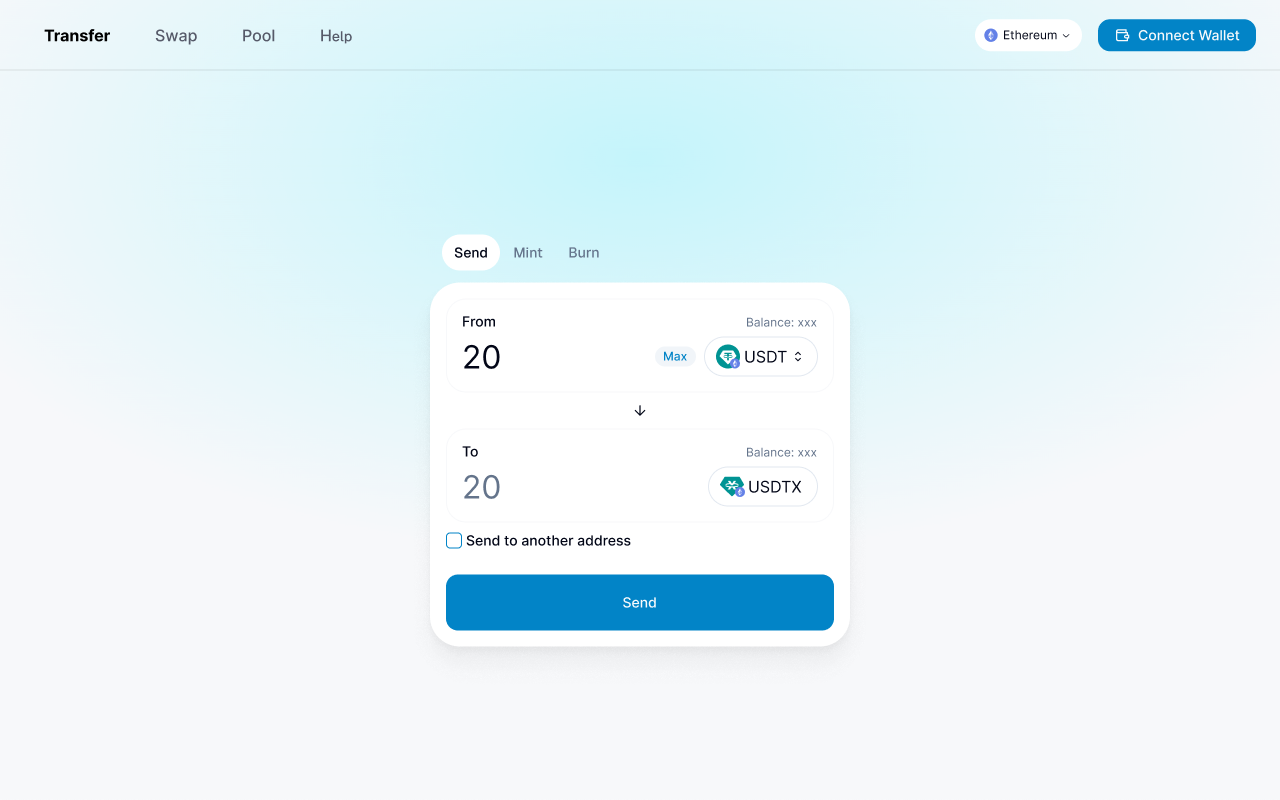 Transfer Swap Pool Help Ethereum Connect Wallet
Send Mint Burn
From Balance: xxx
20 Max USDT
To Balance: xxx
20 USDTX
Send to another address
Send